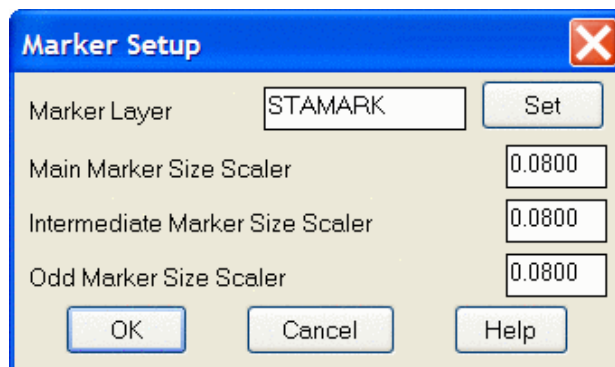 Marker Setup
Marker Layer STAMARK Set
Main Marker Size Scaler 0.0800
Intermediate Marker Size Scaler 0.0800
Odd Marker Size Scaler 0.0800
OK Cancel Help